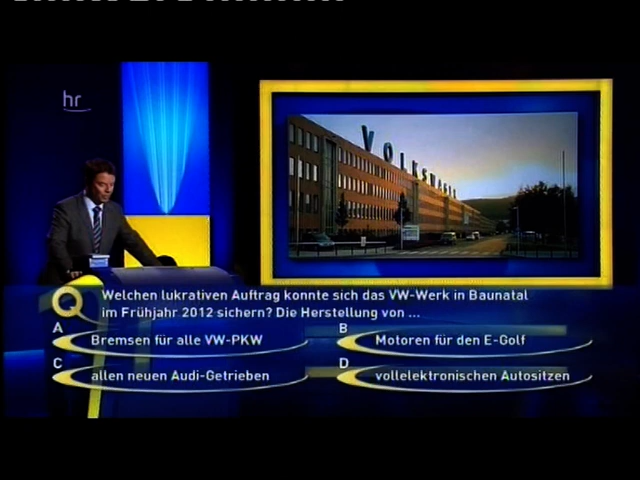 hr
VOLKSWAGEN
Q Welchen lukrativen Auftrag konnte sich das VW-Werk in Baunatal
im Frühjahr 2012 sichern? Die Herstellung von ...
A Bremsen für alle VW-PKW
B Motoren für den E-Golf
C allen neuen Audi-Getrieben
D vollelektronischen Autositzen